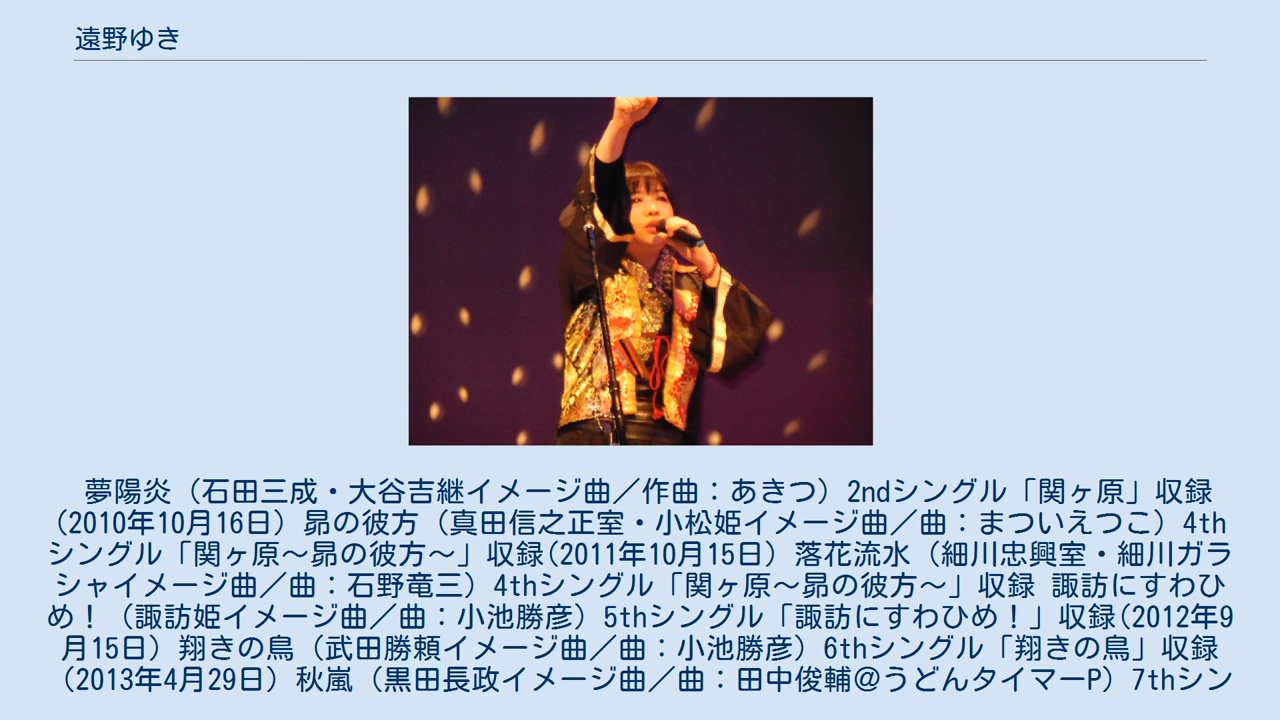 遠野ゆき
夢陽炎（石田三成・大谷吉継イメージ曲／作曲：あきつ）2ndシングル「関ヶ原」収録
(2010年10月16日）昴の彼方（真田信之正室・小松姫イメージ曲／曲：まついえつこ）4th
シングル「関ヶ原～昴の彼方～」収録(2011年10月15日）落花流水（細川忠興室・細川ガラ
シャイメージ曲／曲：石野竜三）4thシングル「関ヶ原～昴の彼方～」収録 諏訪にすわひ
め！（諏訪姫イメージ曲／曲：小池勝彦）5thシングル「諏訪にすわひめ！」収録(2012年9
月15日）翔きの鳥（武田勝頼イメージ曲／曲：小池勝彦）6thシングル「翔きの鳥」収録
（2013年4月29日）秋嵐（黒田長政イメージ曲／曲：田中俊輔＠うどんタイマーP）7thシン